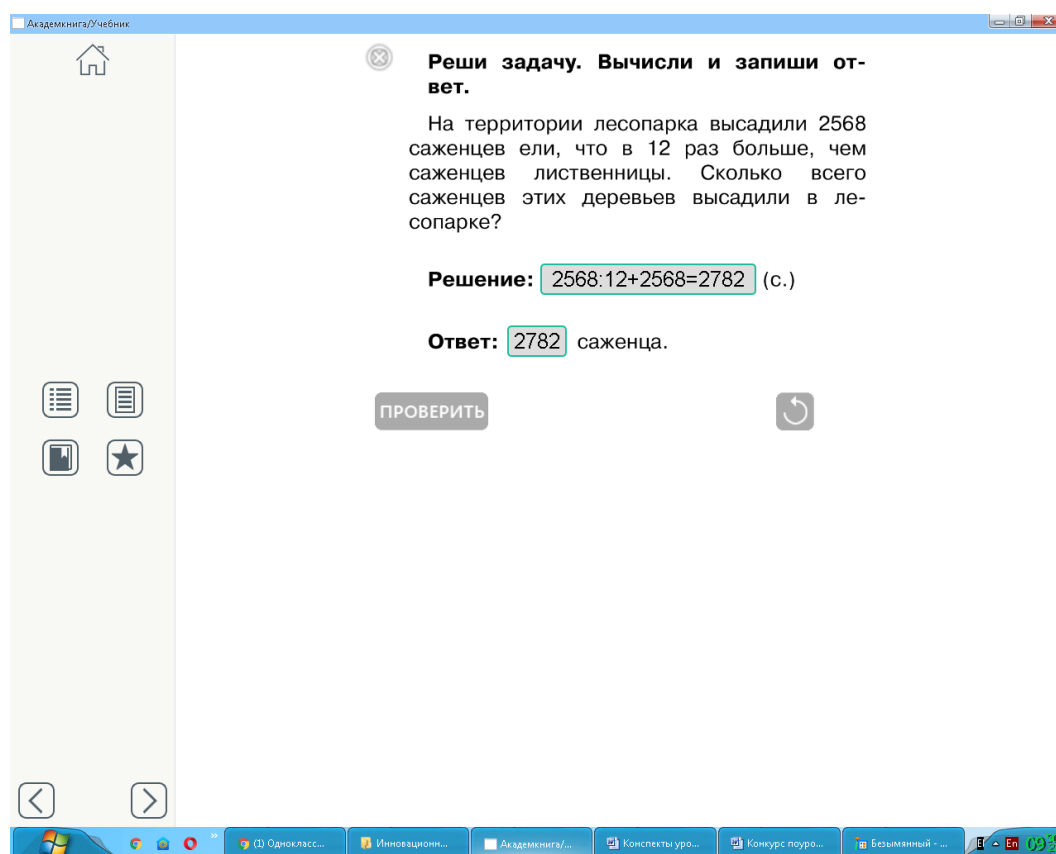 Академкнига/Учебник
Реши задачу. Вычисли и запиши от-
вет.
На территории лесопарка высадили 2568
саженцев ели, что в 12 раз больше, чем
саженцев лиственницы. Сколько всего
саженцев этих деревьев высадили в ле-
сопарке?
Решение: 2568:12+2568=2782 (с.)
Ответ: 2782 саженца.
ПРОВЕРИТЬ
(1) Однокласс...
Инновационн...
Академкнига/...
Конспекты уро...
Конкурс поуро...
Безымянный - ...
En